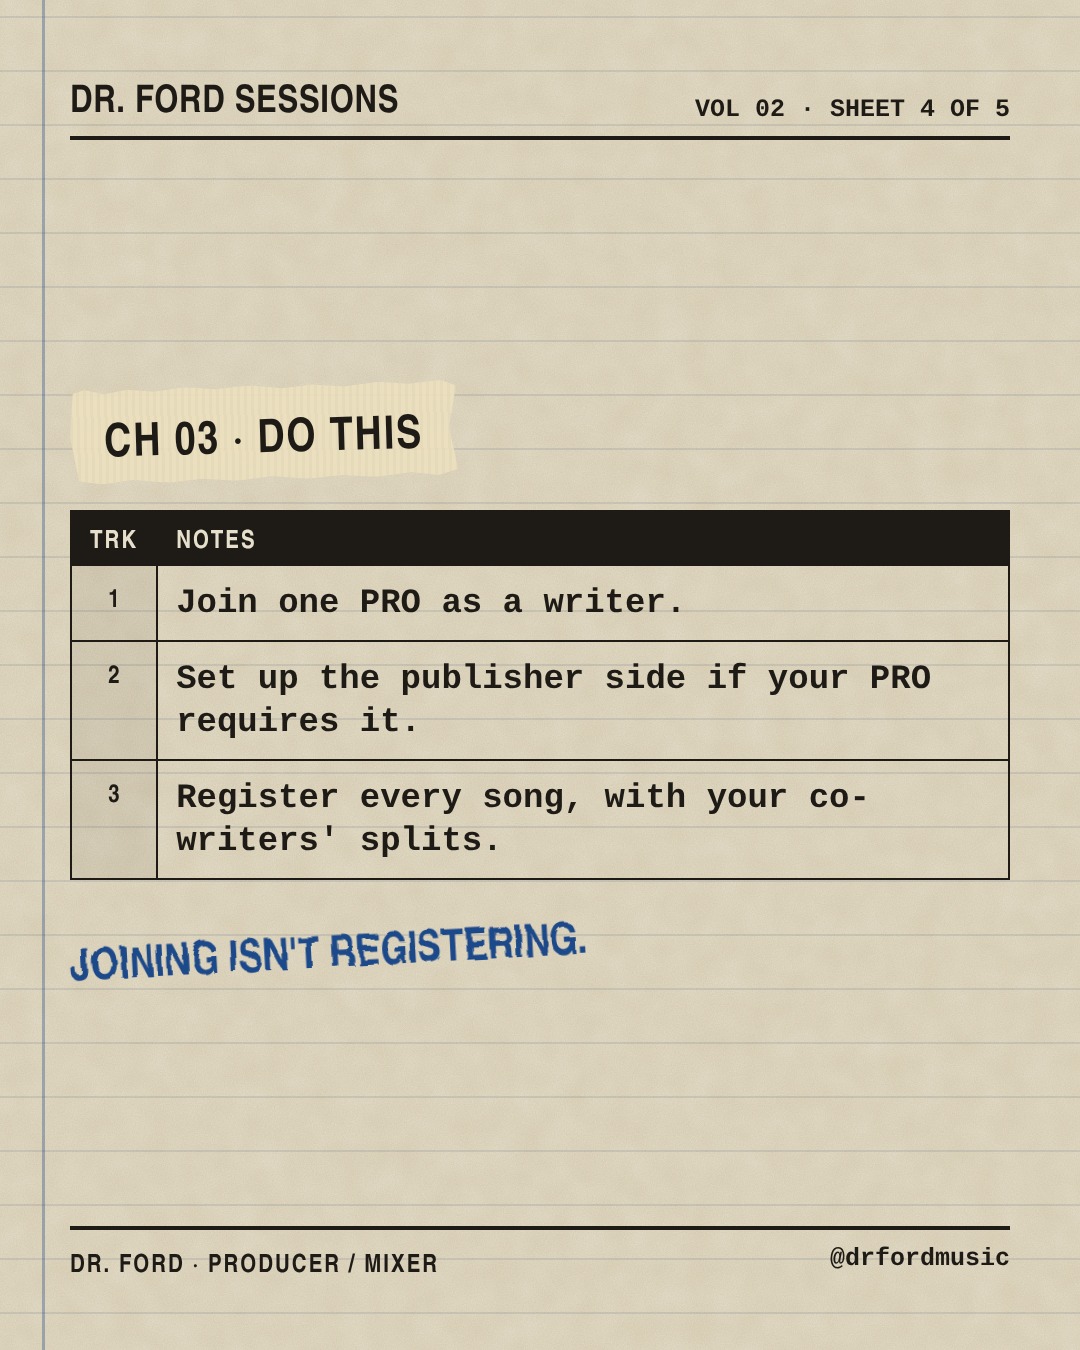 DR. FORD SESSIONS
VOL 02 · SHEET 4 OF 5
CH 03 · DO THIS
TRK NOTES
1 Join one PRO as a writer.
2 Set up the publisher side if your PRO
requires it.
3 Register every song, with your co-
writers' splits.
JOINING ISN'T REGISTERING.
DR. FORD · PRODUCER / MIXER
@drfordmusic